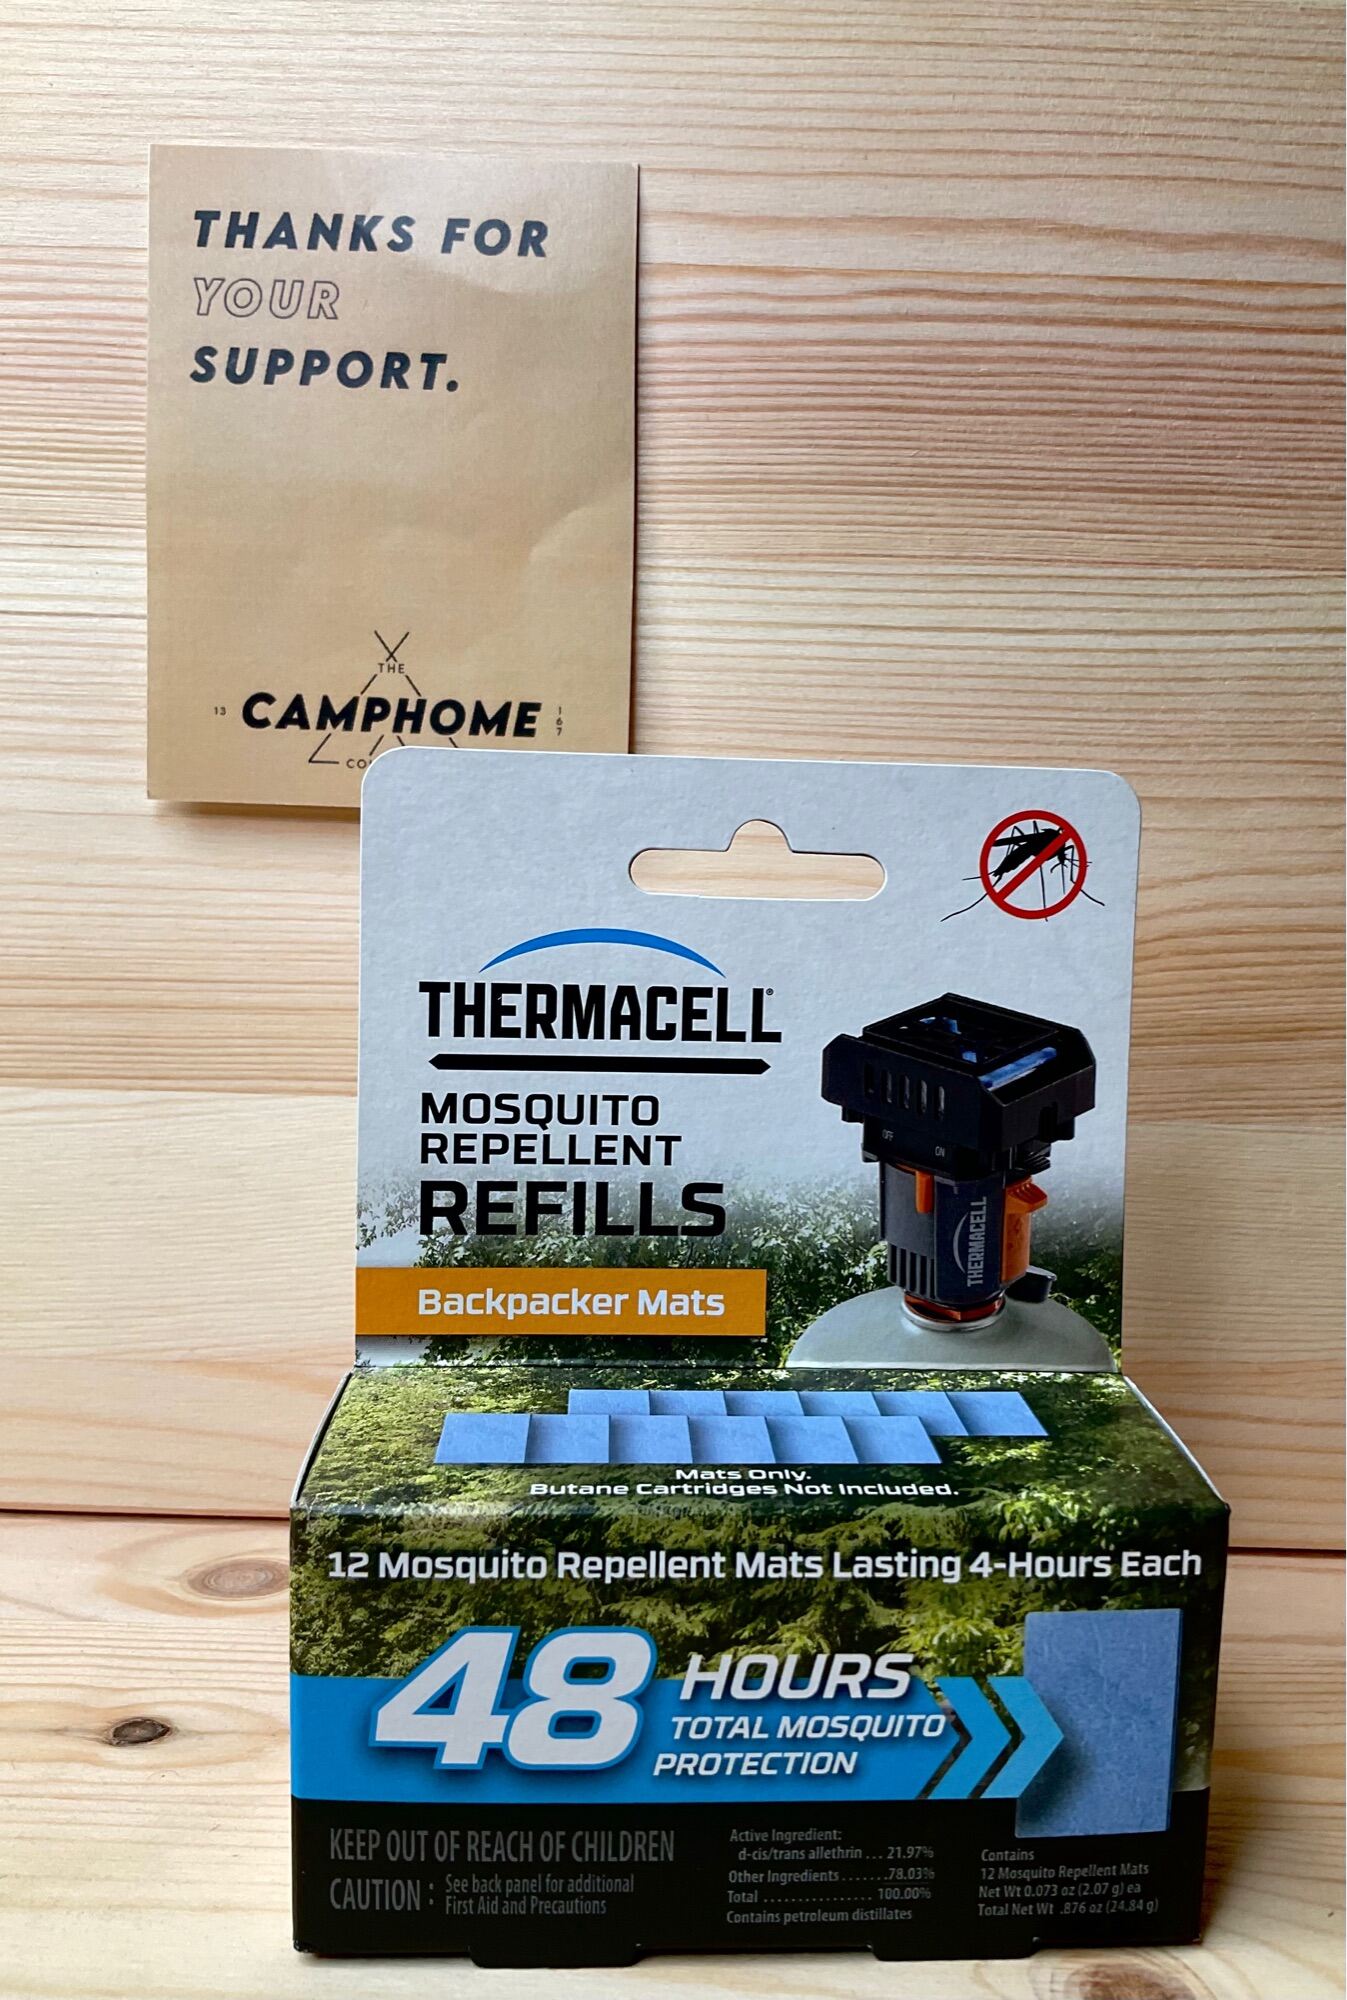 THANKS FOR
YOUR
SUPPORT.
THE
13 CAMPHOME 167
THERMACELL®
MOSQUITO
REPELLENT
REFILLS
Backpacker Mats
OFF ON
THERMACELL
Mats Only.
Butane Cartridges Not Included.
12 Mosquito Repellent Mats Lasting 4-Hours Each
48 HOURS
TOTAL MOSQUITO
PROTECTION
KEEP OUT OF REACH OF CHILDREN
CAUTION : See back panel for additional
First Aid and Precautions
Active Ingredient:
d-cis/trans allethrin ... 21.97%
Other Ingredients .......78.03%
Total ................ 100.00%
Contains petroleum distillates
Contains
12 Mosquito Repellent Mats
Net Wt 0.073 oz (2.07 g) ea
Total Net Wt .876 oz (24.84 g)